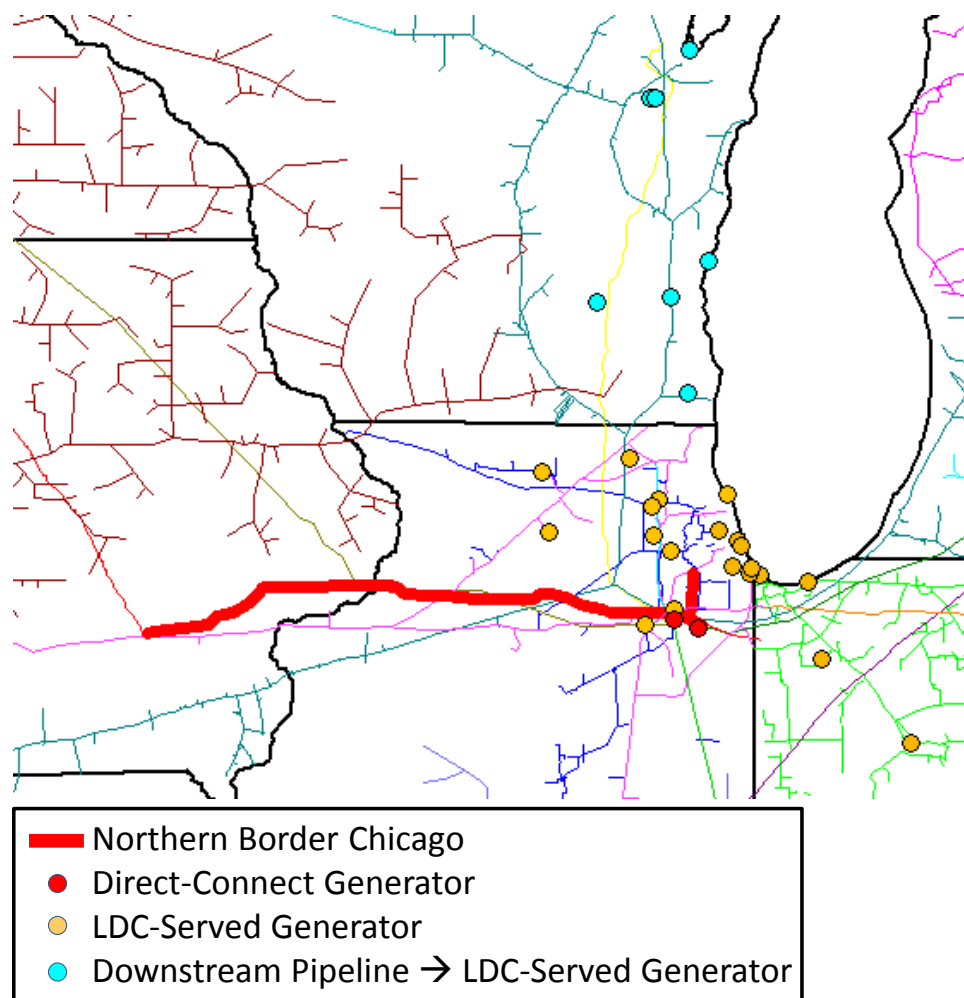 Northern Border Chicago
Direct-Connect Generator
LDC-Served Generator
Downstream Pipeline → LDC-Served Generator